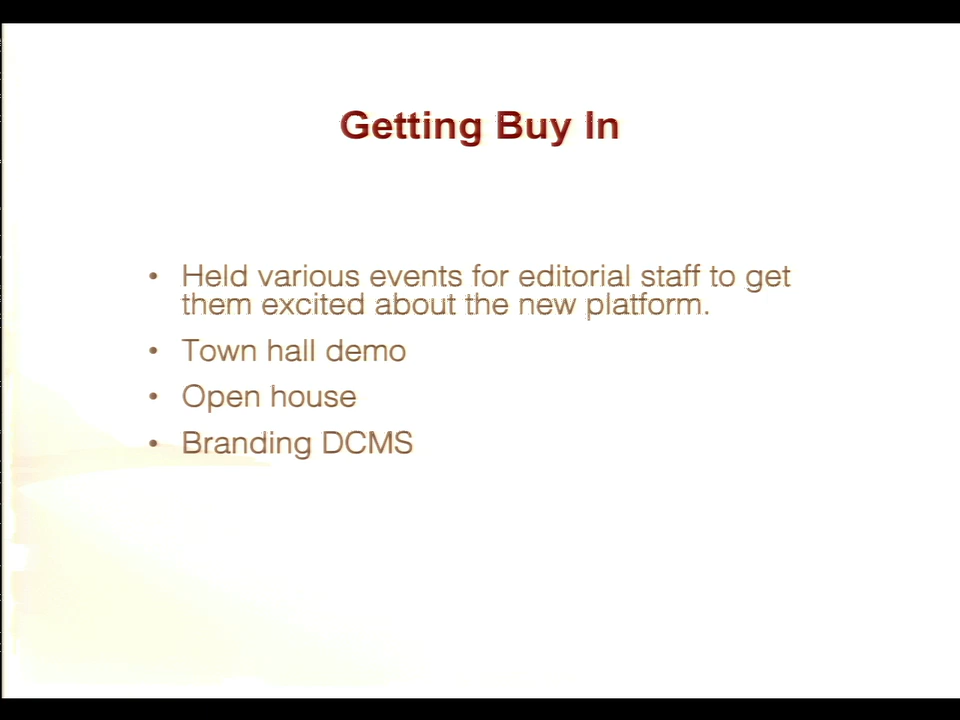 Getting Buy In
• Held various events for editorial staff to get
them excited about the new platform.
• Town hall demo
• Open house
• Branding DCMS